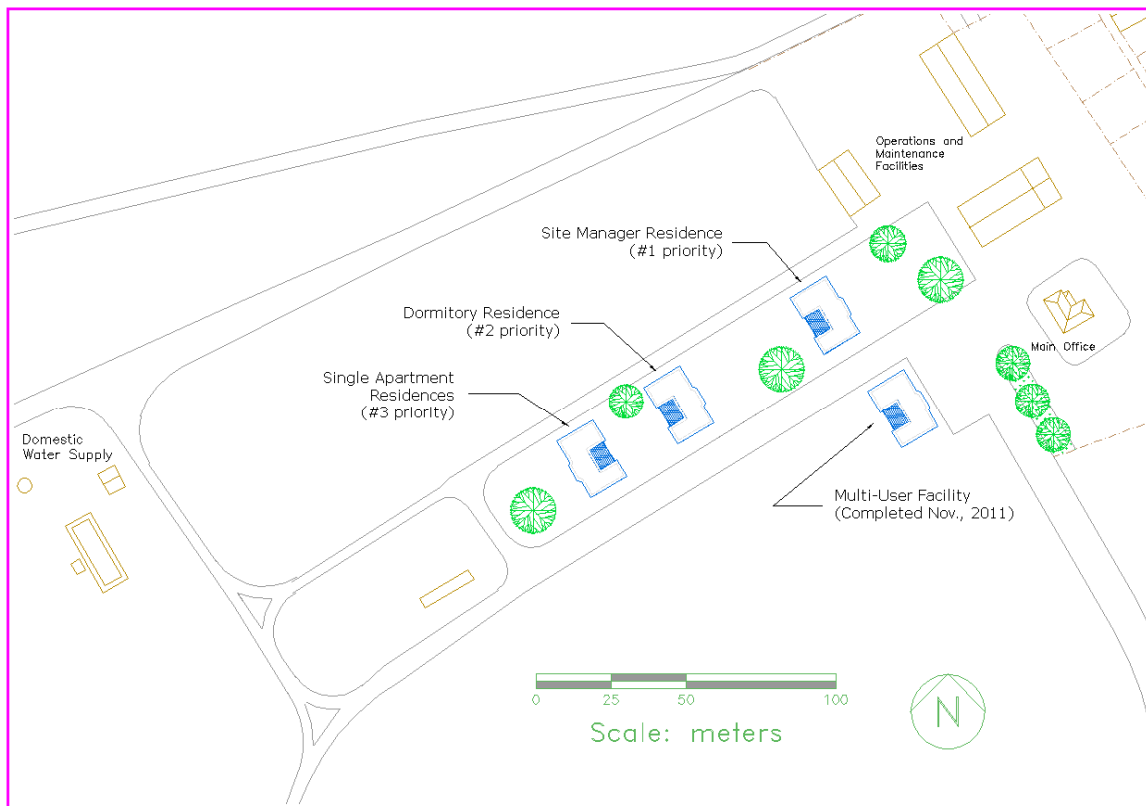 Operations and
Maintenance
Facilities
Site Manager Residence
(#1 priority)
Dormitory Residence
(#2 priority)
Single Apartment
Residences
(#3 priority)
Main Office
Domestic
Water Supply
Multi-User Facility
(Completed Nov., 2011)
0 25 50 100
Scale: meters
N